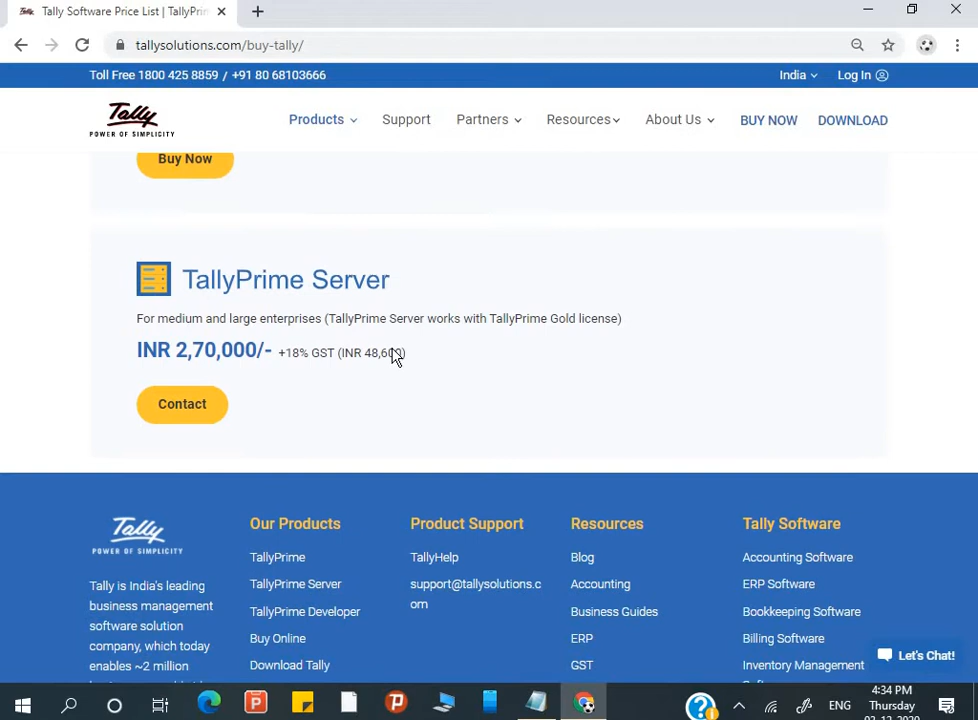 Tally Software Price List | TallyPrim
tallysolutions.com/buy-tally/
Toll Free 1800 425 8859 / +91 80 68103666
India
Log In
Tally
POWER OF SIMPLICITY
Products
Support
Partners
Resources
About Us
BUY NOW
DOWNLOAD
Buy Now
TallyPrime Server
For medium and large enterprises (TallyPrime Server works with TallyPrime Gold license)
INR 2,70,000/- +18% GST (INR 48,600)
Contact
Tally
POWER OF SIMPLICITY
Tally is India's leading
business management
software solution
company, which today
enables ~2 million
Our Products
TallyPrime
TallyPrime Server
TallyPrime Developer
Buy Online
Download Tally
Product Support
TallyHelp
support@tallysolutions.c
om
Resources
Blog
Accounting
Business Guides
ERP
GST
Tally Software
Accounting Software
ERP Software
Bookkeeping Software
Billing Software
Inventory Management
Let's Chat!
ENG
4:34 PM
Thursday